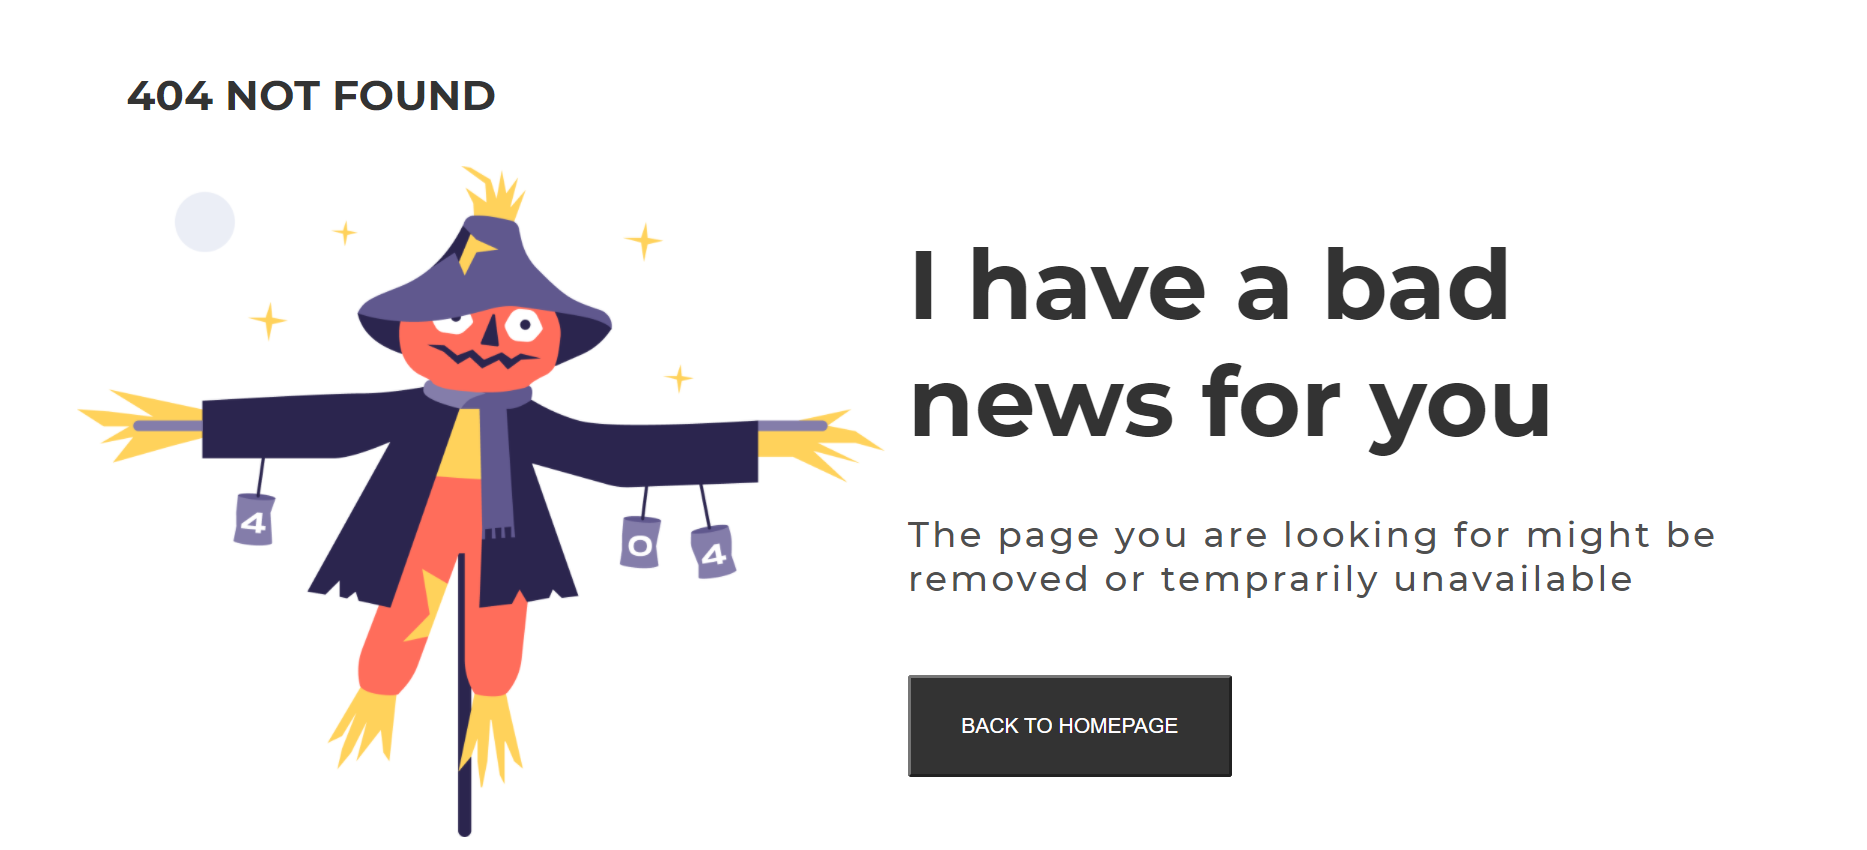 404 NOT FOUND
4
0
4
I have a bad
news for you
The page you are looking for might be
removed or temprarily unavailable
BACK TO HOMEPAGE